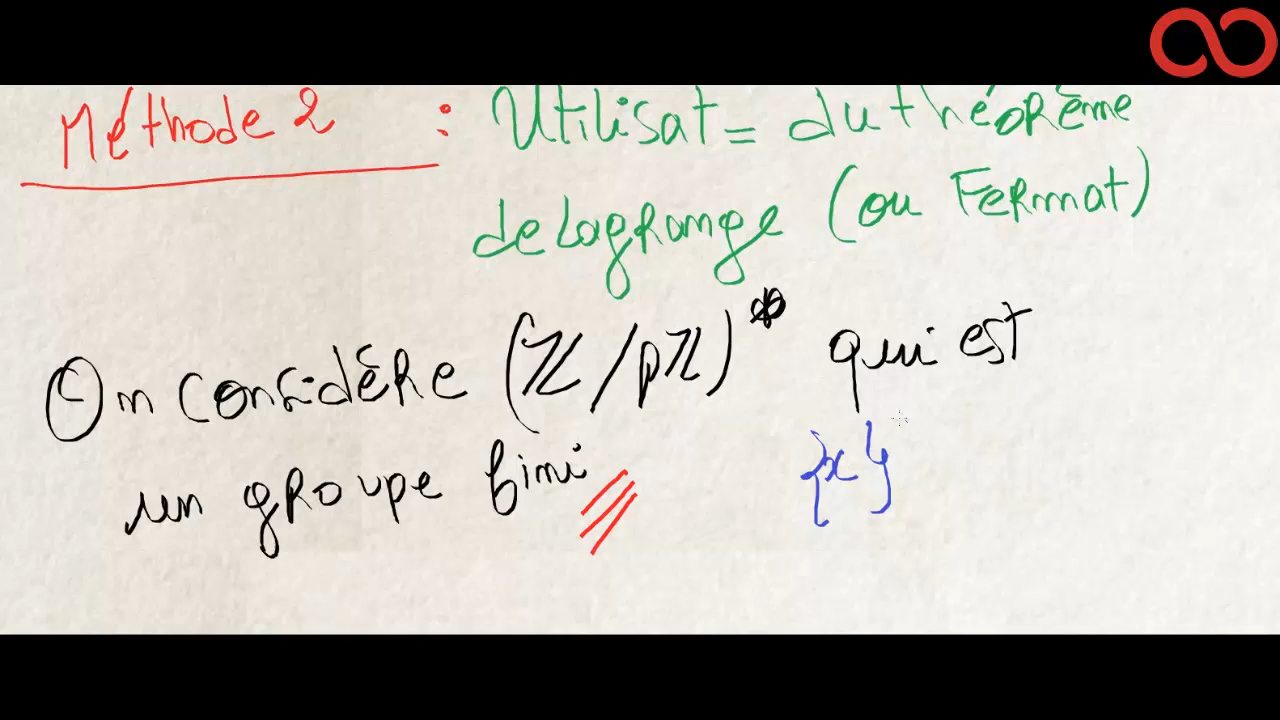 Méthode 2 : Utilisat= du théorème
de Lagrange (ou Fermat)
On considère (ℤ/pℤ)* qui est
un groupe fini
{x}